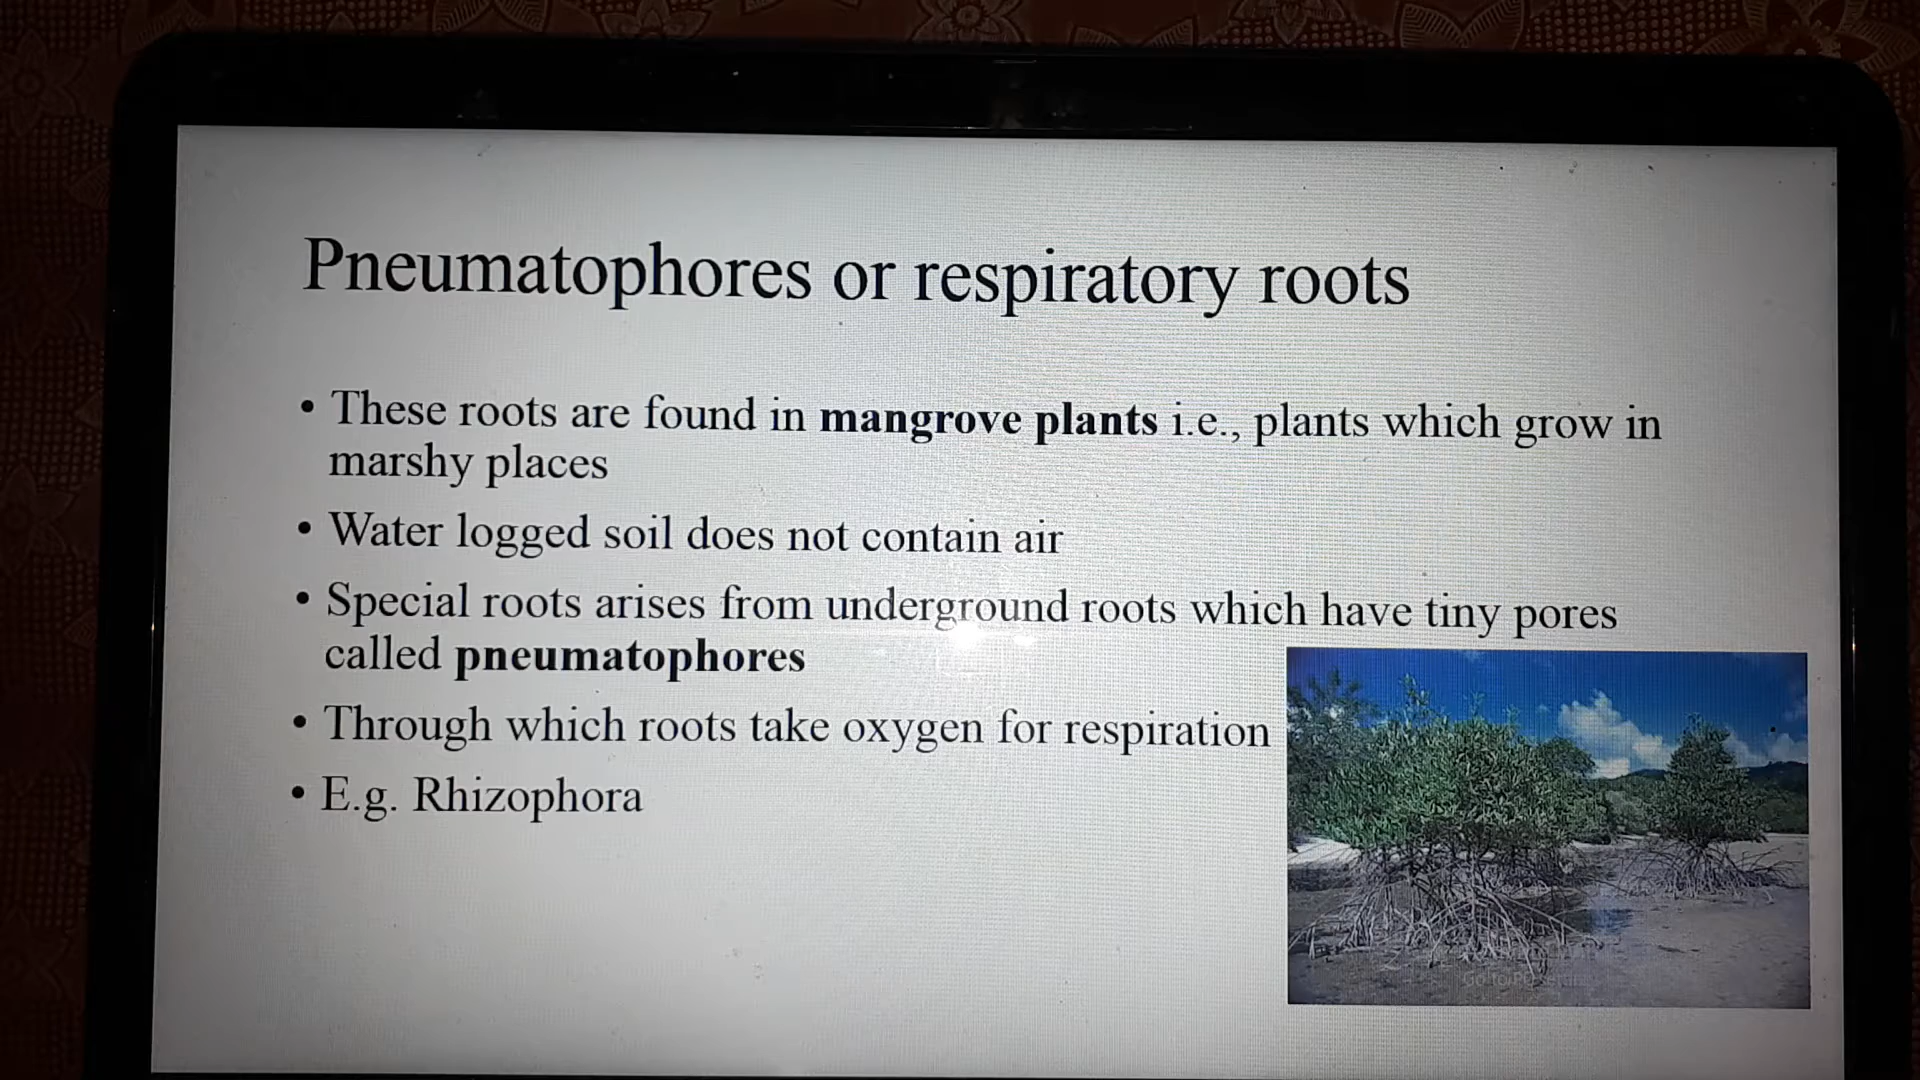 Pneumatophores or respiratory roots
• These roots are found in mangrove plants i.e., plants which grow in
marshy places
• Water logged soil does not contain air
• Special roots arises from underground roots which have tiny pores
called pneumatophores
• Through which roots take oxygen for respiration
• E.g. Rhizophora